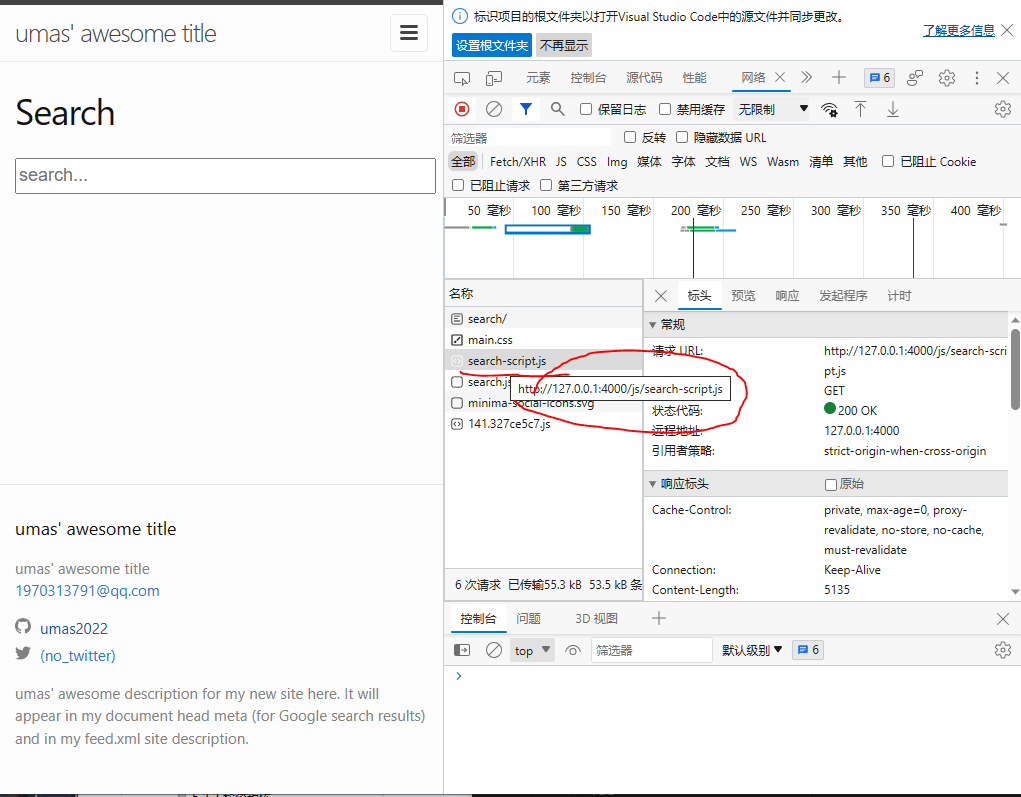 umas' awesome title
Search
search...
umas' awesome title
umas' awesome title
1970313791@qq.com
umas2022
(no_twitter)
umas' awesome description for my new site here. It will
appear in my document head meta (for Google search results)
and in my feed.xml site description.
标识项目的根文件夹以打开Visual Studio Code中的源文件并同步更改。
了解更多信息
设置根文件夹 不再显示
元素 控制台 源代码 性能 网络 6
保留日志 禁用缓存 无限制
筛选器 反转 隐藏数据 URL
全部 Fetch/XHR JS CSS Img 媒体 字体 文档 WS Wasm 清单 其他 已阻止 Cookie
已阻止请求 第三方请求
50 毫秒 100 毫秒 150 毫秒 200 毫秒 250 毫秒 300 毫秒 350 毫秒 400 毫秒
名称
search/
main.css
search-script.js
search.js
http://127.0.0.1:4000/js/search-script.js
minima-social-icons.svg
141.327ce5c7.js
6 次请求 已传输55.3 kB 53.5 kB 条
标头 预览 响应 发起程序 计时
常规
请求 URL: http://127.0.0.1:4000/js/search-scri
pt.js
GET
状态代码: 200 OK
远程地址: 127.0.0.1:4000
引用者策略: strict-origin-when-cross-origin
响应标头 原始
Cache-Control: private, max-age=0, proxy-
revalidate, no-store, no-cache,
must-revalidate
Connection: Keep-Alive
Content-Length: 5135
控制台 问题 3D 视图
top 筛选器 默认级别 6